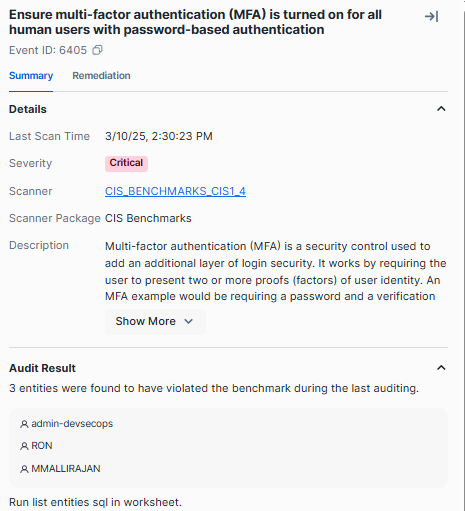 Ensure multi-factor authentication (MFA) is turned on for all
human users with password-based authentication
Event ID: 6405
Summary Remediation
Details
Last Scan Time 3/10/25, 2:30:23 PM
Severity Critical
Scanner CIS_BENCHMARKS_CIS1_4
Scanner Package CIS Benchmarks
Description Multi-factor authentication (MFA) is a security control used to
add an additional layer of login security. It works by requiring the
user to present two or more proofs (factors) of user identity. An
MFA example would be requiring a password and a verification
Show More
Audit Result
3 entities were found to have violated the benchmark during the last auditing.
admin-devsecops
RON
MMALLIRAJAN
Run list entities sql in worksheet.